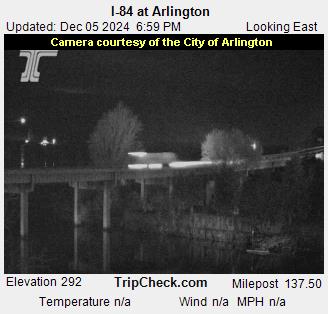 I-84 at Arlington
Updated: Dec 05 2024 6:59 PM Looking East
Camera courtesy of the City of Arlington
Elevation 292 TripCheck.com Milepost 137.50
Temperature n/a Wind n/a MPH n/a